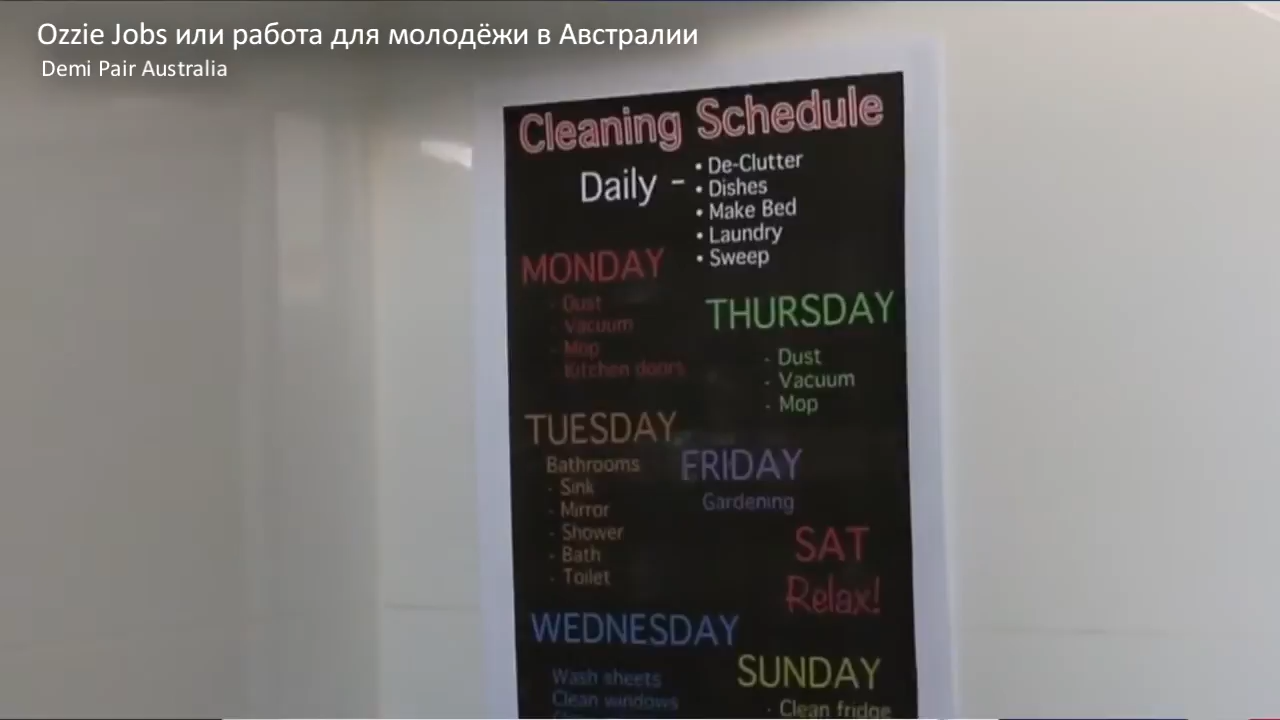 Ozzie Jobs или работа для молодёжи в Австралии
Demi Pair Australia
Cleaning Schedule
Daily -
• De-Clutter
• Dishes
• Make Bed
• Laundry
• Sweep
MONDAY
- Dust
- Vacuum
- Mop
- Kitchen doors
TUESDAY
Bathrooms
- Sink
- Mirror
- Shower
- Bath
- Toilet
WEDNESDAY
Wash sheets
Clean windows
THURSDAY
- Dust
- Vacuum
- Mop
FRIDAY
Gardening
SAT
Relax!
SUNDAY
- Clean fridge